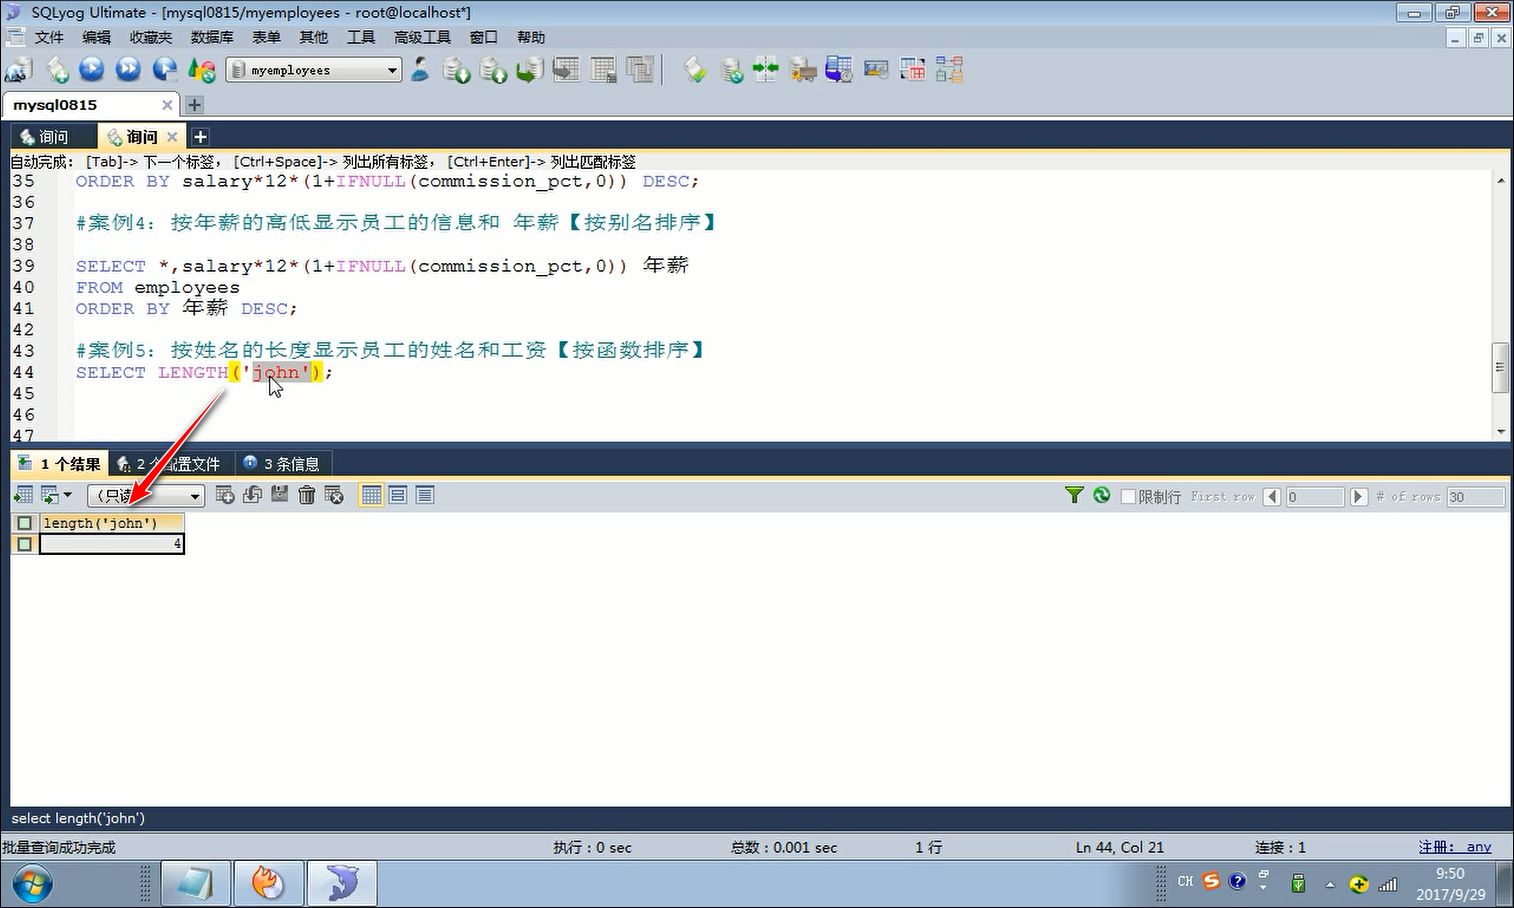 SQLyog Ultimate - [mysql0815/myemployees - root@localhost*]
文件 编辑 收藏夹 数据库 表单 其他 工具 高级工具 窗口 帮助
myemployees
mysql0815
询问 询问
自动完成: [Tab]-> 下一个标签, [Ctrl+Space]-> 列出所有标签, [Ctrl+Enter]-> 列出匹配标签
35 ORDER BY salary*12*(1+IFNULL(commission_pct,0)) DESC;
36
37 #案例4：按年薪的高低显示员工的信息和 年薪【按别名排序】
38
39 SELECT *,salary*12*(1+IFNULL(commission_pct,0)) 年薪
40 FROM employees
41 ORDER BY 年薪 DESC;
42
43 #案例5：按姓名的长度显示员工的姓名和工资【按函数排序】
44 SELECT LENGTH('john');
45
46
47
1 个结果 2 个配置文件 3 条信息
限制行 First row 0 # of rows 30
length('john')
4
select length('john')
批量查询成功完成 执行：0 sec 总数：0.001 sec 1 行 Ln 44, Col 21 连接：1 注册: any
CH 9:50
2017/9/29